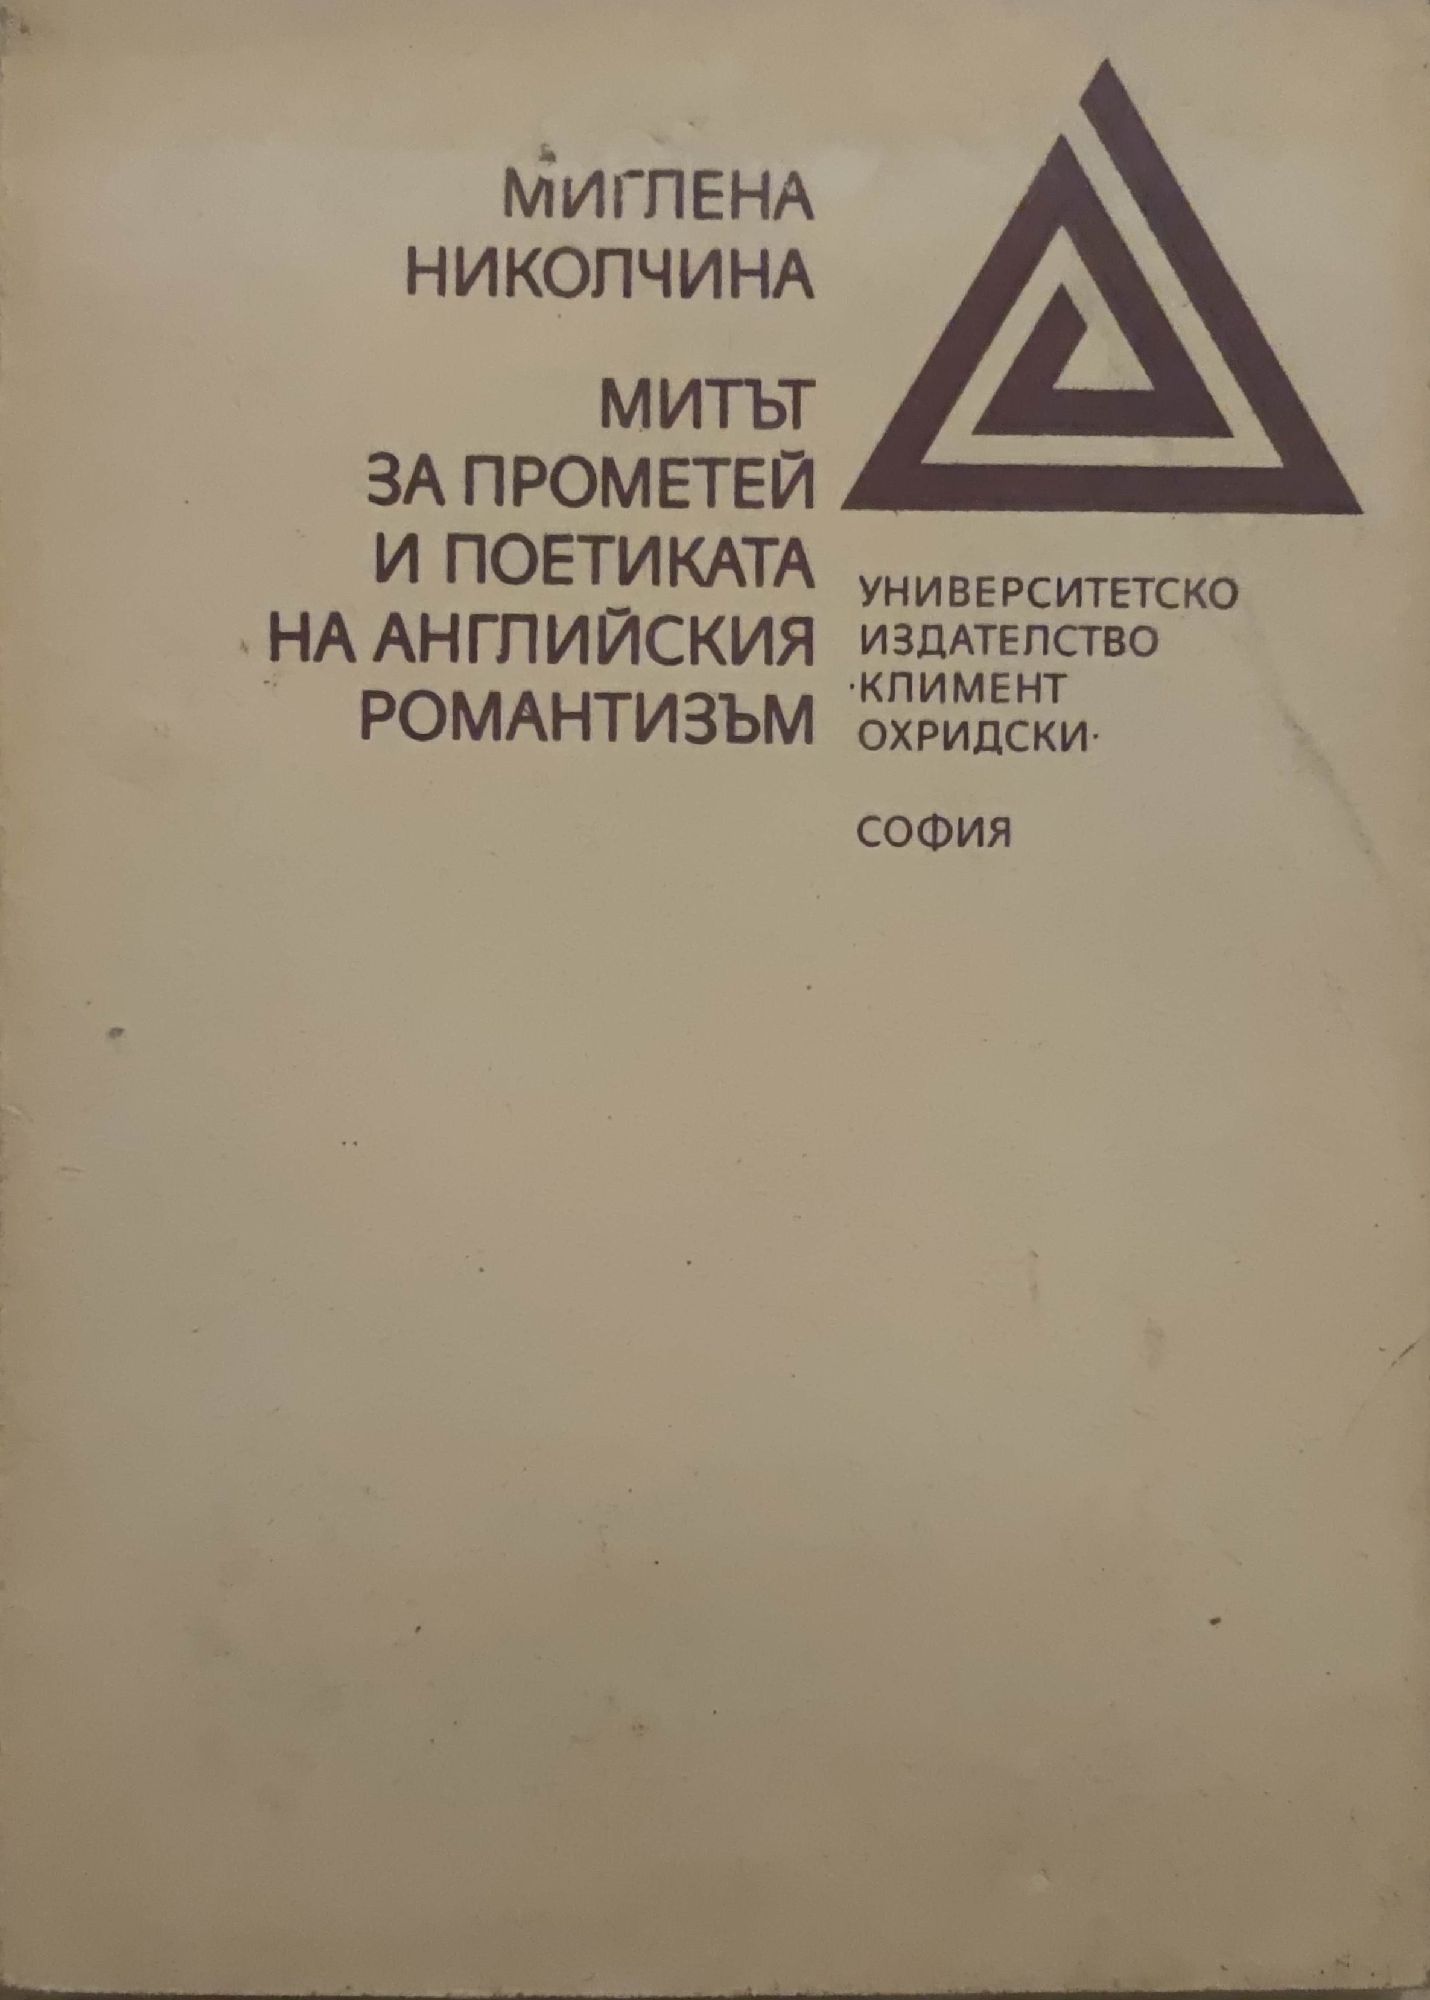 МИГЛЕНА
НИКОЛЧИНА
МИТЪТ
ЗА ПРОМЕТЕЙ
И ПОЕТИКАТА
НА АНГЛИЙСКИЯ
РОМАНТИЗЪМ
УНИВЕРСИТЕТСКО
ИЗДАТЕЛСТВО
·КЛИМЕНТ
ОХРИДСКИ·
СОФИЯ